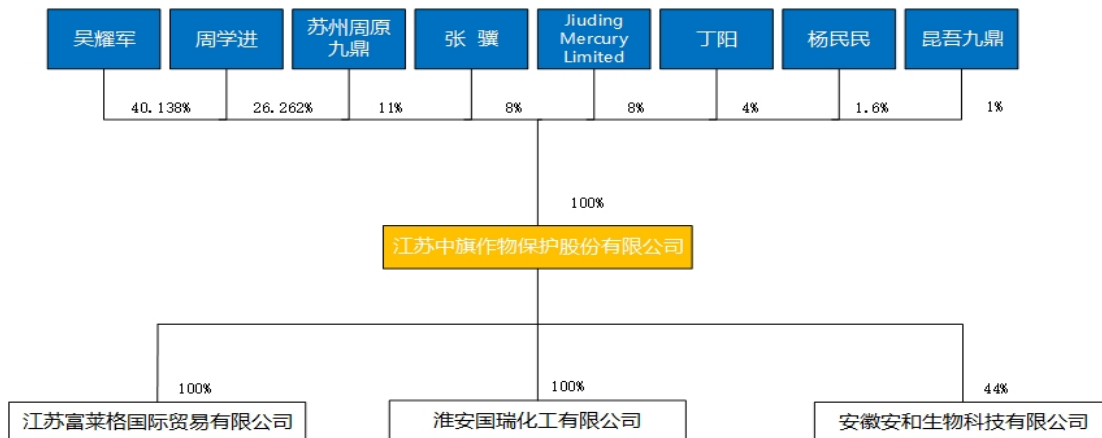 吴耀军
周学进
苏州周原
九鼎
张 骥
Jiuding
Mercury
Limited
丁阳
杨民民
昆吾九鼎
40.138%
26.262%
11%
8%
8%
4%
1.6%
1%
100%
江苏中旗作物保护股份有限公司
100%
100%
44%
江苏富莱格国际贸易有限公司
淮安国瑞化工有限公司
安徽安和生物科技有限公司